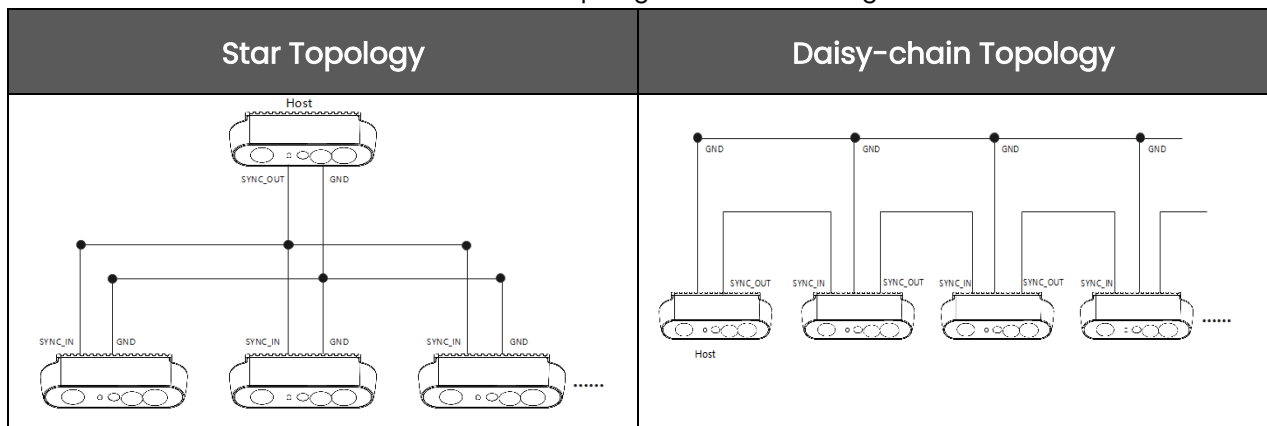 Star Topology
Daisy-chain Topology
Host
SYNC_OUT GND
SYNC_IN GND SYNC_IN GND SYNC_IN GND
......
GND GND GND GND
SYNC_OUT SYNC_IN SYNC_OUT SYNC_IN SYNC_OUT SYNC_IN
......
Host